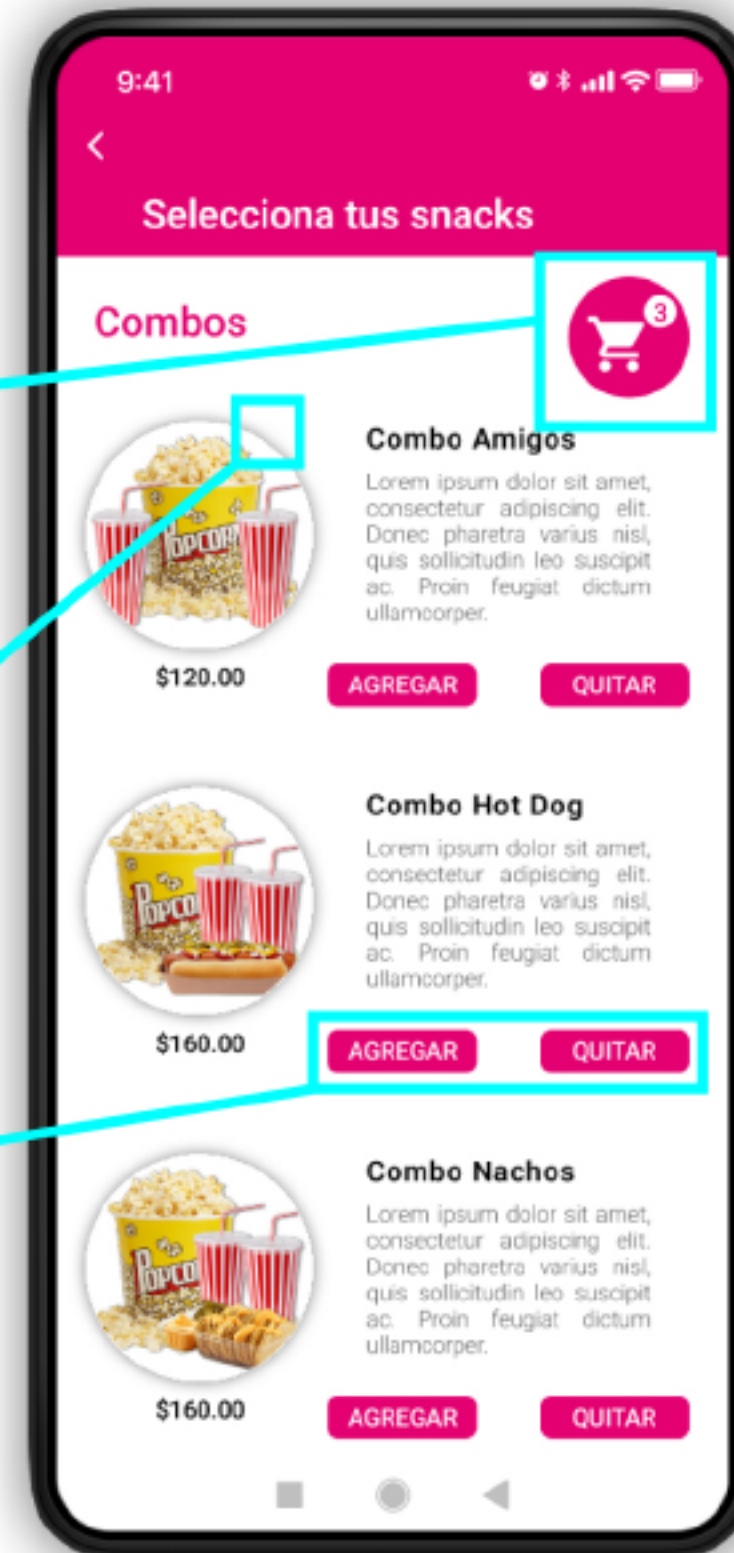 9:41
Selecciona tus snacks
Combos
3
Combo Amigos
Lorem ipsum dolor sit amet,
consectetur adipiscing elit.
Donec pharetra varius nisl,
quis sollicitudin leo suscipit
ac. Proin feugiat dictum
ullamcorper.
POPCORN
$120.00
AGREGAR
QUITAR
Combo Hot Dog
Lorem ipsum dolor sit amet,
consectetur adipiscing elit.
Donec pharetra varius nisl,
quis sollicitudin leo suscipit
ac. Proin feugiat dictum
ullamcorper.
POPCO
$160.00
AGREGAR
QUITAR
Combo Nachos
Lorem ipsum dolor sit amet,
consectetur adipiscing elit.
Donec pharetra varius nisl,
quis sollicitudin leo suscipit
ac. Proin feugiat dictum
ullamcorper.
POPCO
$160.00
AGREGAR
QUITAR